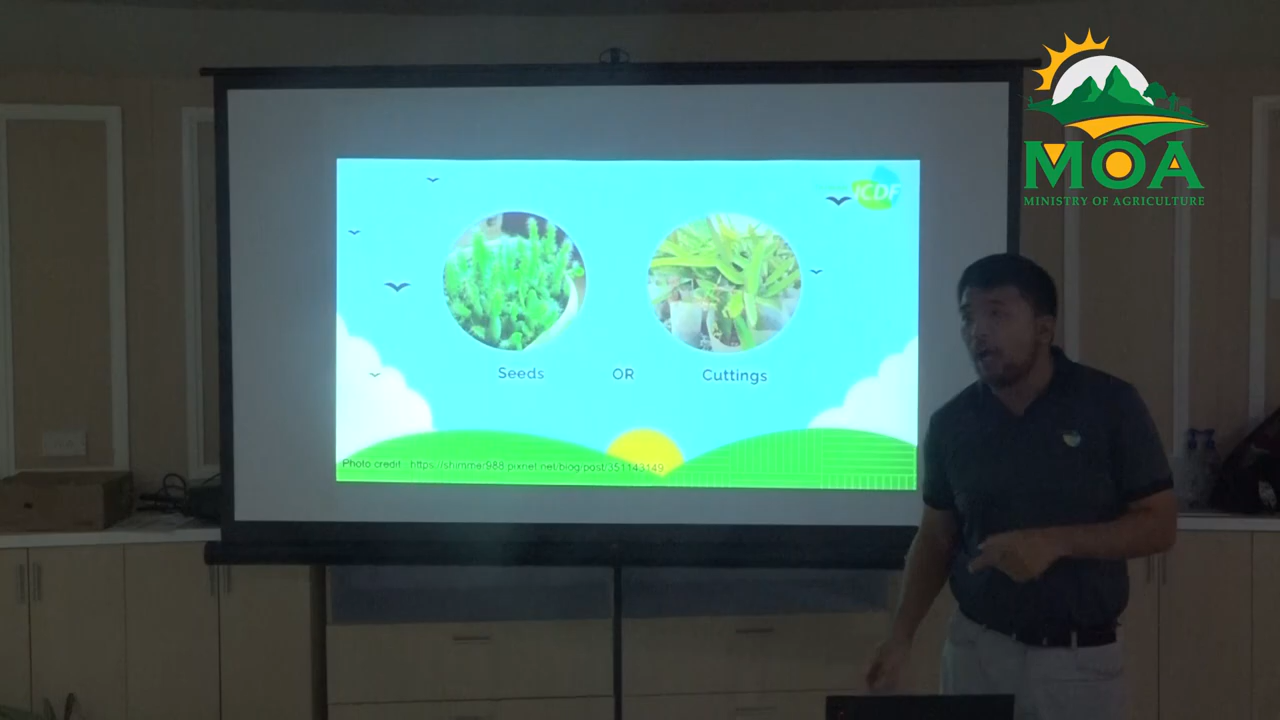 MOA
MINISTRY OF AGRICULTURE
ICDF
Seeds OR Cuttings
Photo credit: https://shimmer988.pixnet.net/blog/post/351143149